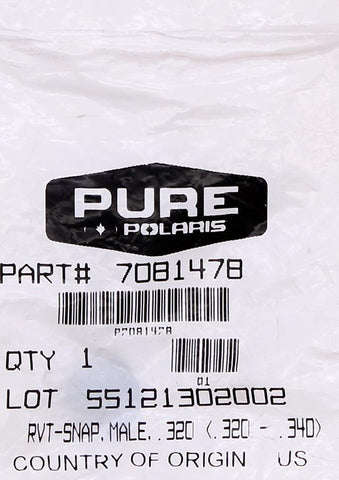 PURE
POLARIS
PART# 7081478
P7081478
QTY 1
01
LOT 55121302002
RVT-SNAP, MALE, .320 (.320 - .340)
COUNTRY OF ORIGIN US